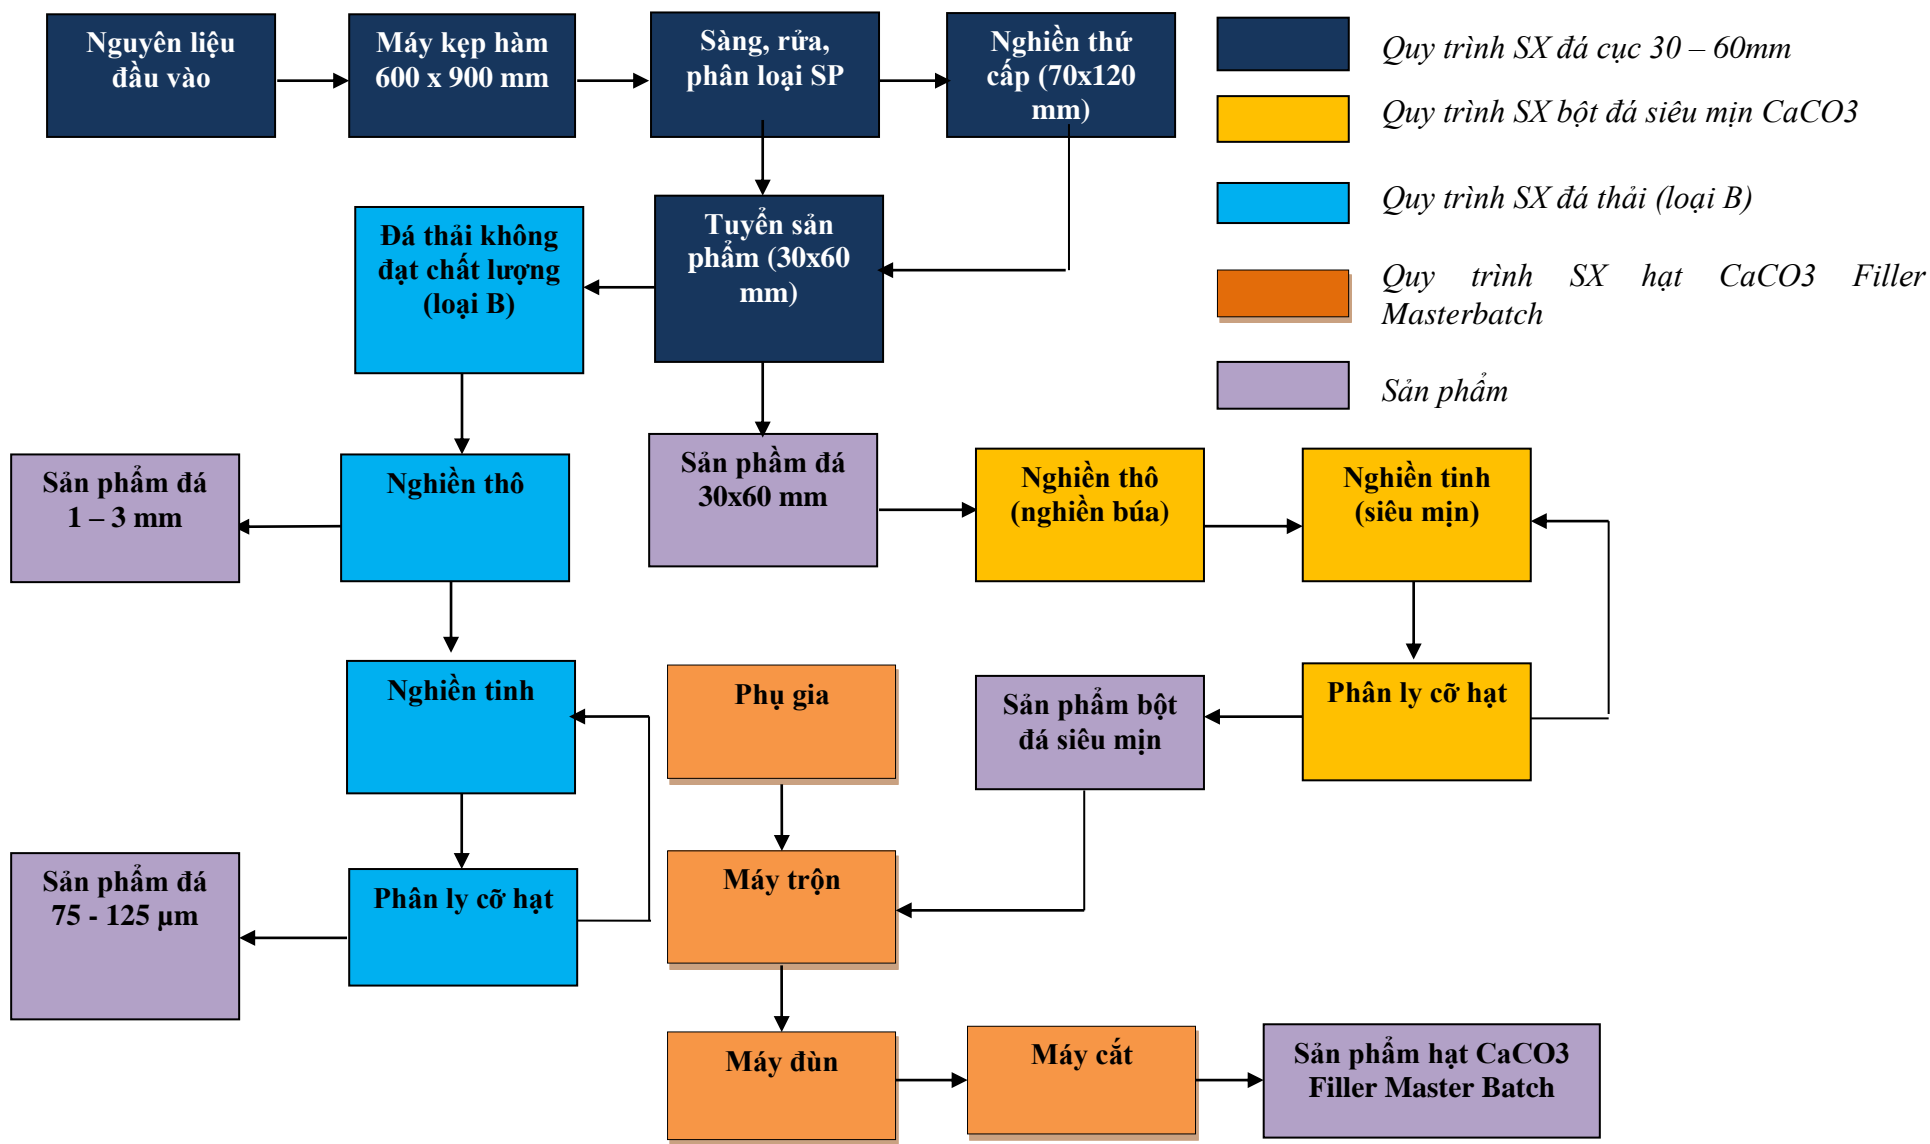 Nguyên liệu
đầu vào
Máy kẹp hàm
600 x 900 mm
Sàng, rửa,
phân loại SP
Nghiền thứ
cấp (70x120
mm)
Quy trình SX đá cục 30 – 60mm
Quy trình SX bột đá siêu mịn CaCO3
Quy trình SX đá thải (loại B)
Quy trình SX hạt CaCO3 Filler
Masterbatch
Sản phẩm
Đá thải không
đạt chất lượng
(loại B)
Tuyển sản
phẩm (30x60
mm)
Sản phẩm đá
1 – 3 mm
Nghiền thô
Sản phầm đá
30x60 mm
Nghiền thô
(nghiền búa)
Nghiền tinh
(siêu mịn)
Nghiền tinh
Phụ gia
Sản phẩm bột
đá siêu mịn
Phân ly cỡ hạt
Sản phẩm đá
75 - 125 µm
Phân ly cỡ hạt
Máy trộn
Máy đùn
Máy cắt
Sản phẩm hạt CaCO3
Filler Master Batch